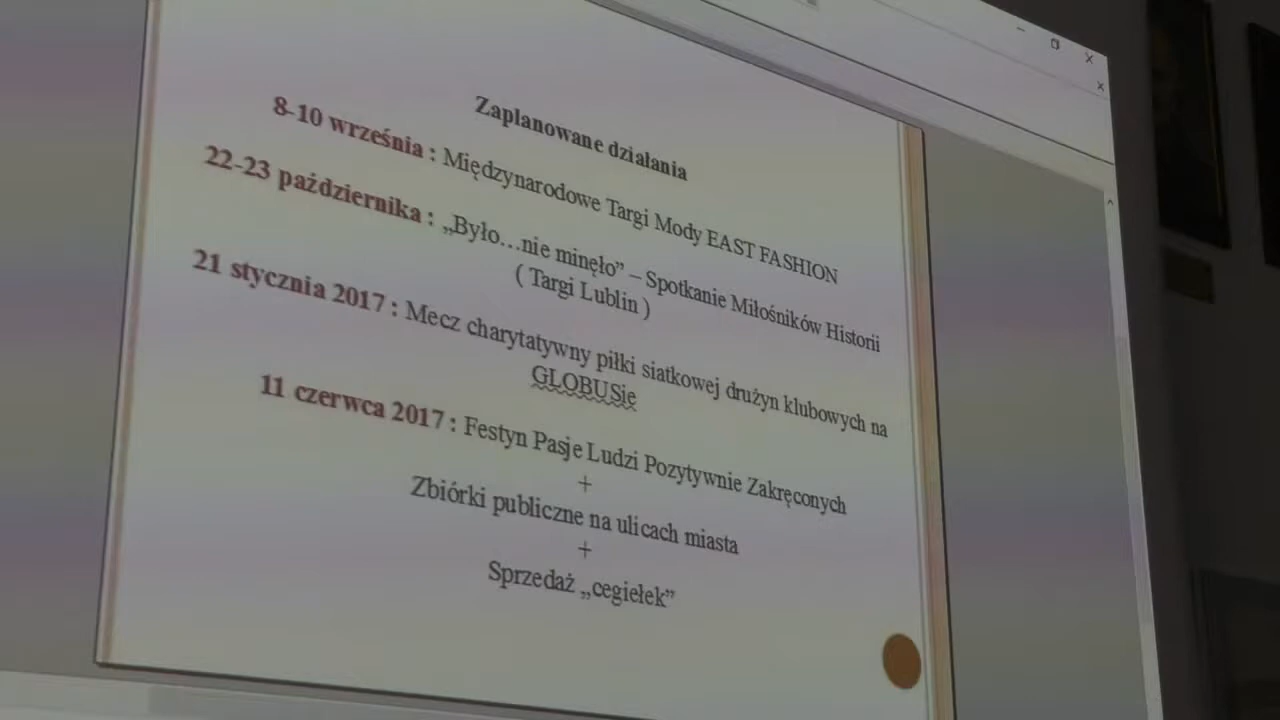 Zaplanowane działania
8-10 września : Międzynarodowe Targi Mody EAST FASHION
22-23 października : „Było...nie minęło” – Spotkanie Miłośników Historii
( Targi Lublin )
21 stycznia 2017 : Mecz charytatywny piłki siatkowej drużyn klubowych na
GLOBUSie
11 czerwca 2017 : Festyn Pasje Ludzi Pozytywnie Zakręconych
+
Zbiórki publiczne na ulicach miasta
+
Sprzedaż „cegiełek”